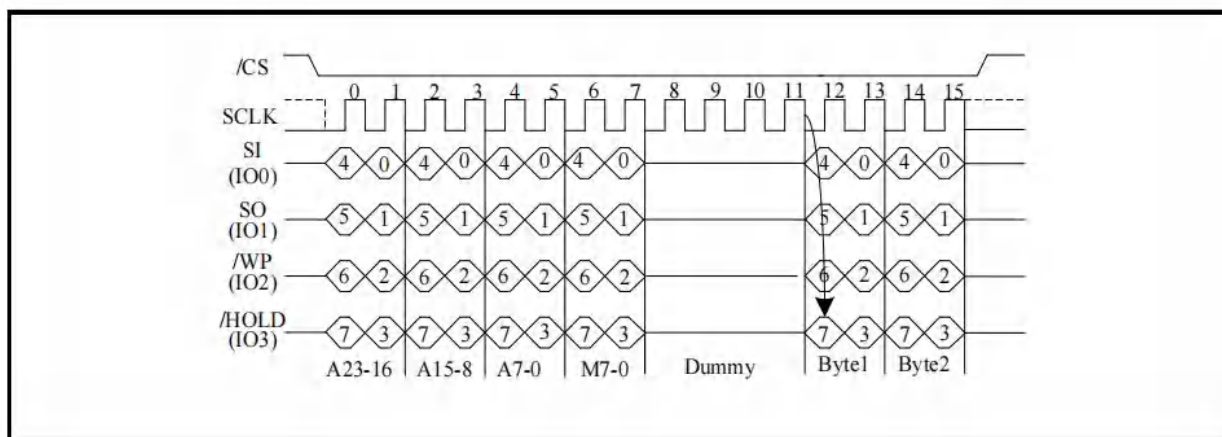 /CS
0 1 2 3 4 5 6 7 8 9 10 11 12 13 14 15
SCLK
SI
(IO0)
4 0 4 0 4 0 4 0 4 0 4 0
SO
(IO1)
5 1 5 1 5 1 5 1 5 1 5 1
/WP
(IO2)
6 2 6 2 6 2 6 2 6 2 6 2
/HOLD
(IO3)
7 3 7 3 7 3 7 3 7 3 7 3
A23-16 A15-8 A7-0 M7-0 Dummy Byte1 Byte2